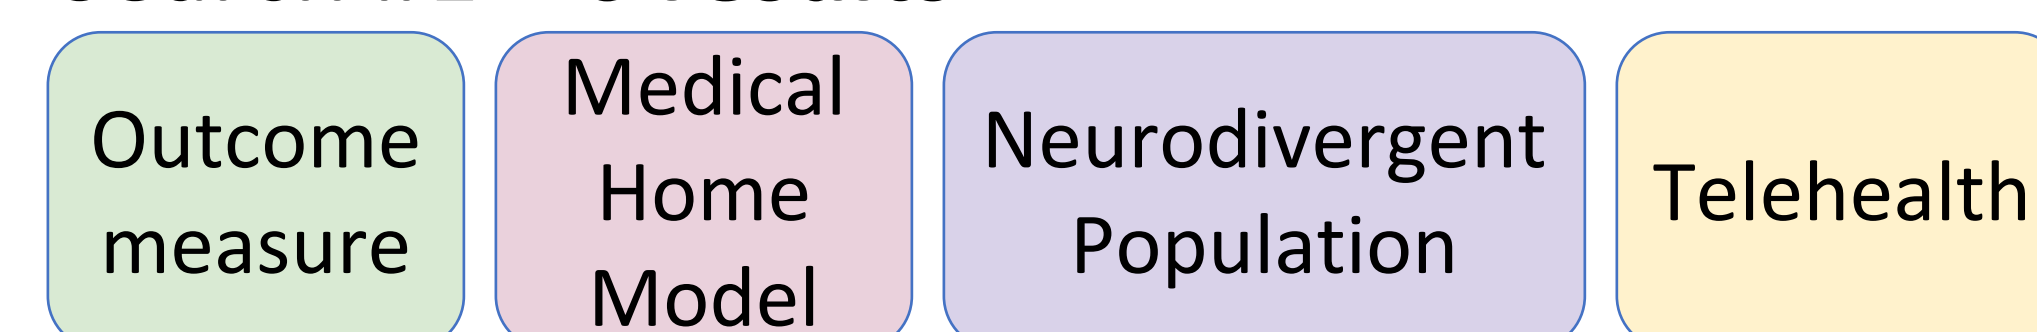 Outcome
measure
Medical
Home
Model
Neurodivergent
Population
Telehealth